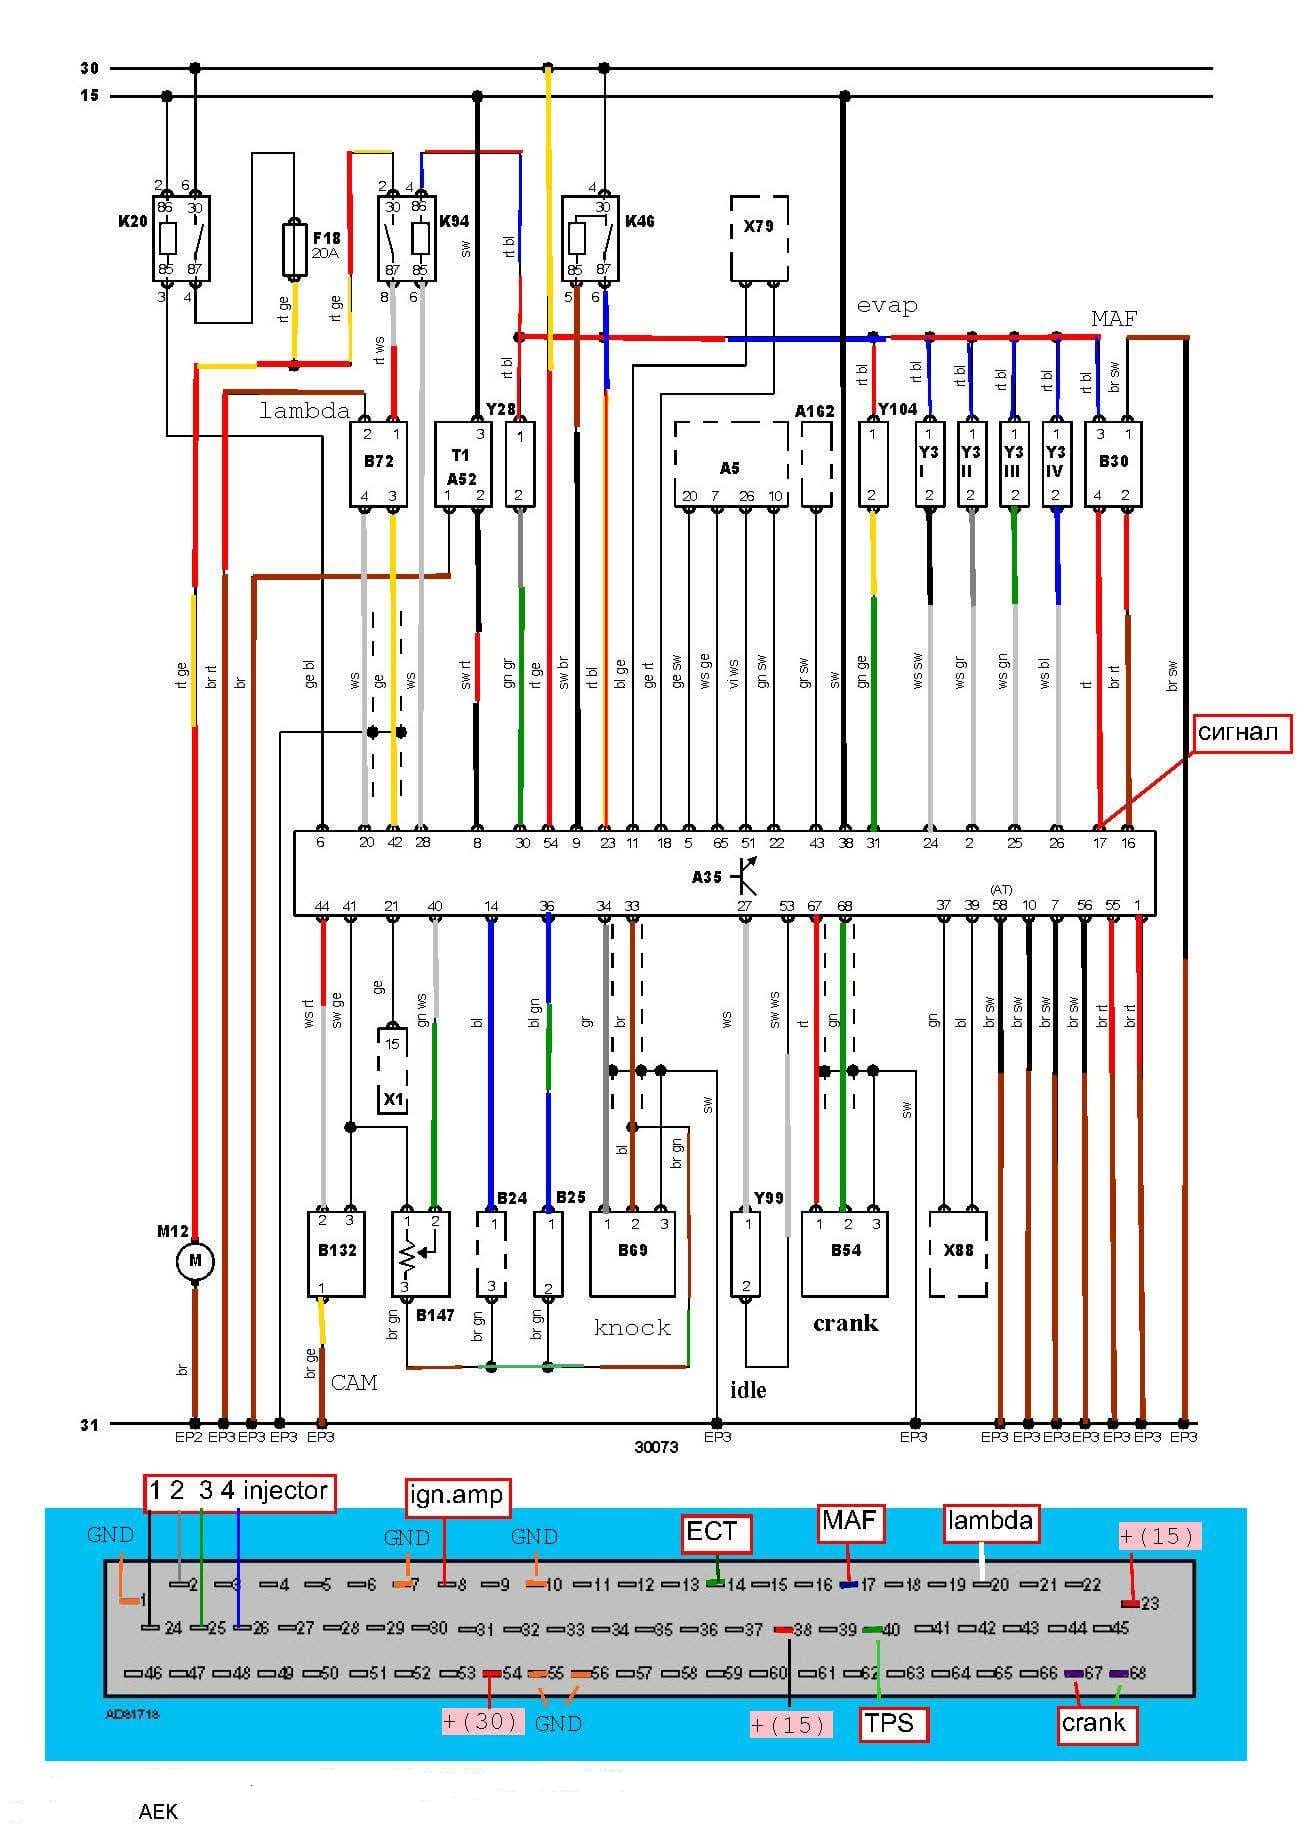 30
15
2 6 2 4 4
86 30 30 86 30
K20 K94 K46 X79
F18
20A
85 87 87 85 85 87
3 4 8 6 5 6
sw rt bl
rt ge rt ge rt ws rt bl
evap
MAF
rt bl rt bl rt bl rt bl rt bl rt bl br sw
lambda Y28 A162 Y104
2 1 3 1 1 1 1 1 1 3 1
B72 T1 A5 Y3 Y3 Y3 Y3 B30
A52 I II III IV
4 3 1 2 2 20 7 26 10 2 2 2 2 2 4 2
rt ge br rt br ge bl ws ge ws sw rt gn gr rt ge sw br rt bl bl ge ge rt ge sw ws ge vi ws gn sw gr sw sw gn ge ws sw ws gr ws gn ws bl rt br rt br sw
сигнал
6 20 42 28 8 30 54 9 23 11 18 5 65 51 22 43 38 31 24 2 25 26 17 16
A35
(AT)
44 41 21 40 14 36 34 33 27 53 67 68 37 39 58 10 7 56 55 1
ws rt sw ge ge gn ws bl bl gn gr br ws sw ws rt gn gn bl br sw br sw br sw br sw br rt br rt
15
X1
sw sw
bl br gn
B24 B25 Y99
M12
2 3 1 2 1 1 1 2 3 1 1 2 3
M B132 B69 B54 X88
1 3 3 2 2
B147
br gn br gn br gn
knock crank
br br ge
CAM idle
31
EP2 EP3 EP3 EP3 EP3 EP3 EP3 EP3 EP3 EP3 EP3 EP3 EP3 EP3
30073
1 2 3 4 injector ign.amp
GND GND GND ECT MAF lambda +(15)
2 3 4 5 6 7 8 9 10 11 12 13 14 15 16 17 18 19 20 21 22
1 23
24 25 26 27 28 29 30 31 32 33 34 35 36 37 38 39 40 41 42 43 44 45
46 47 48 49 50 51 52 53 54 55 56 57 58 59 60 61 62 63 64 65 66 67 68
AD81718
+(30) GND +(15) TPS crank
AEK